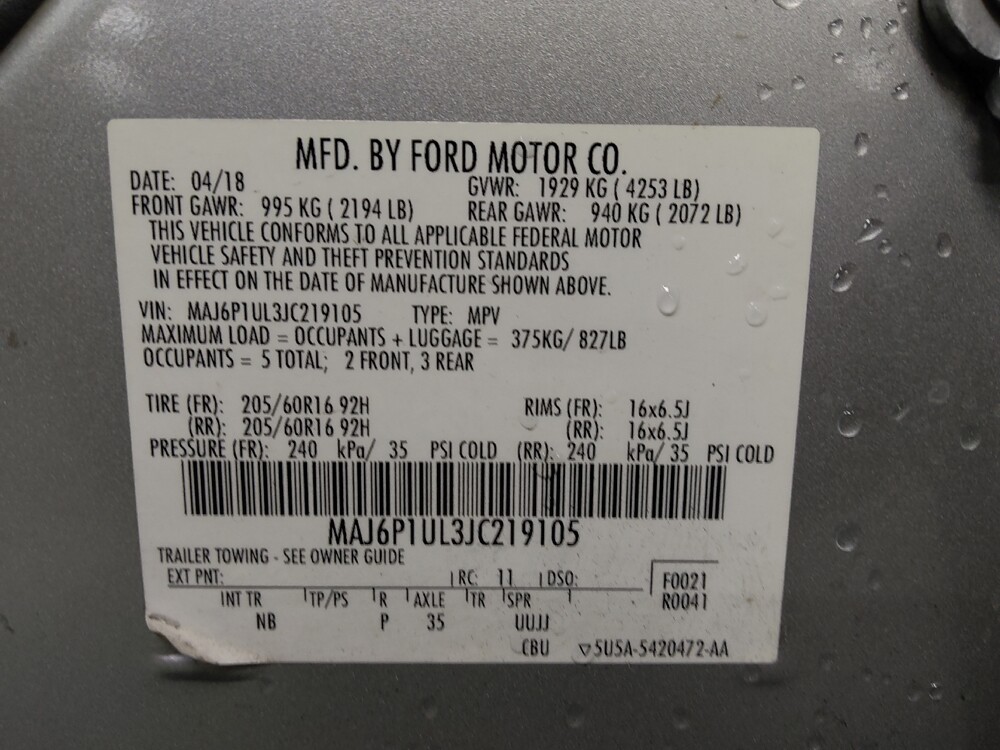 MFD. BY FORD MOTOR CO.
DATE: 04/18 GVWR: 1929 KG ( 4253 LB)
FRONT GAWR: 995 KG ( 2194 LB) REAR GAWR: 940 KG ( 2072 LB)
THIS VEHICLE CONFORMS TO ALL APPLICABLE FEDERAL MOTOR
VEHICLE SAFETY AND THEFT PREVENTION STANDARDS
IN EFFECT ON THE DATE OF MANUFACTURE SHOWN ABOVE.
VIN: MAJ6P1UL3JC219105 TYPE: MPV
MAXIMUM LOAD = OCCUPANTS + LUGGAGE = 375KG/ 827LB
OCCUPANTS = 5 TOTAL; 2 FRONT, 3 REAR
TIRE (FR): 205/60R16 92H RIMS (FR): 16x6.5J
(RR): 205/60R16 92H (RR): 16x6.5J
PRESSURE (FR): 240 kPa/ 35 PSI COLD (RR): 240 kPa/ 35 PSI COLD
MAJ6P1UL3JC219105
TRAILER TOWING - SEE OWNER GUIDE
EXT PNT: RC: 11 DSO: F0021
INT TR TP/PS R AXLE TR SPR R0041
NB P 35 UUJJ
CBU ▽5U5A-5420472-AA